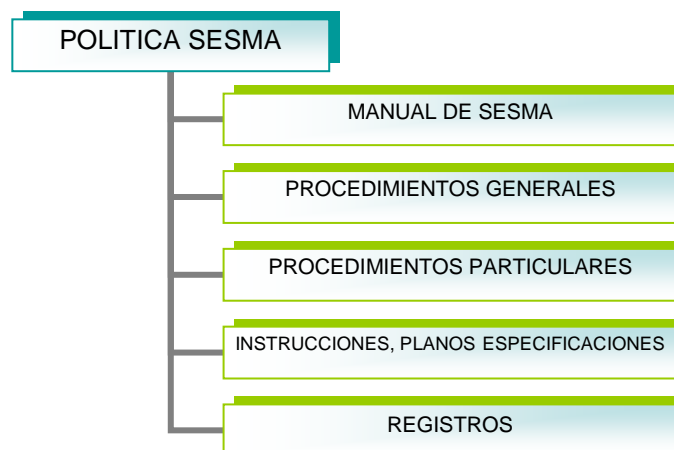 POLITICA SESMA
MANUAL DE SESMA
PROCEDIMIENTOS GENERALES
PROCEDIMIENTOS PARTICULARES
INSTRUCCIONES, PLANOS ESPECIFICACIONES
REGISTROS